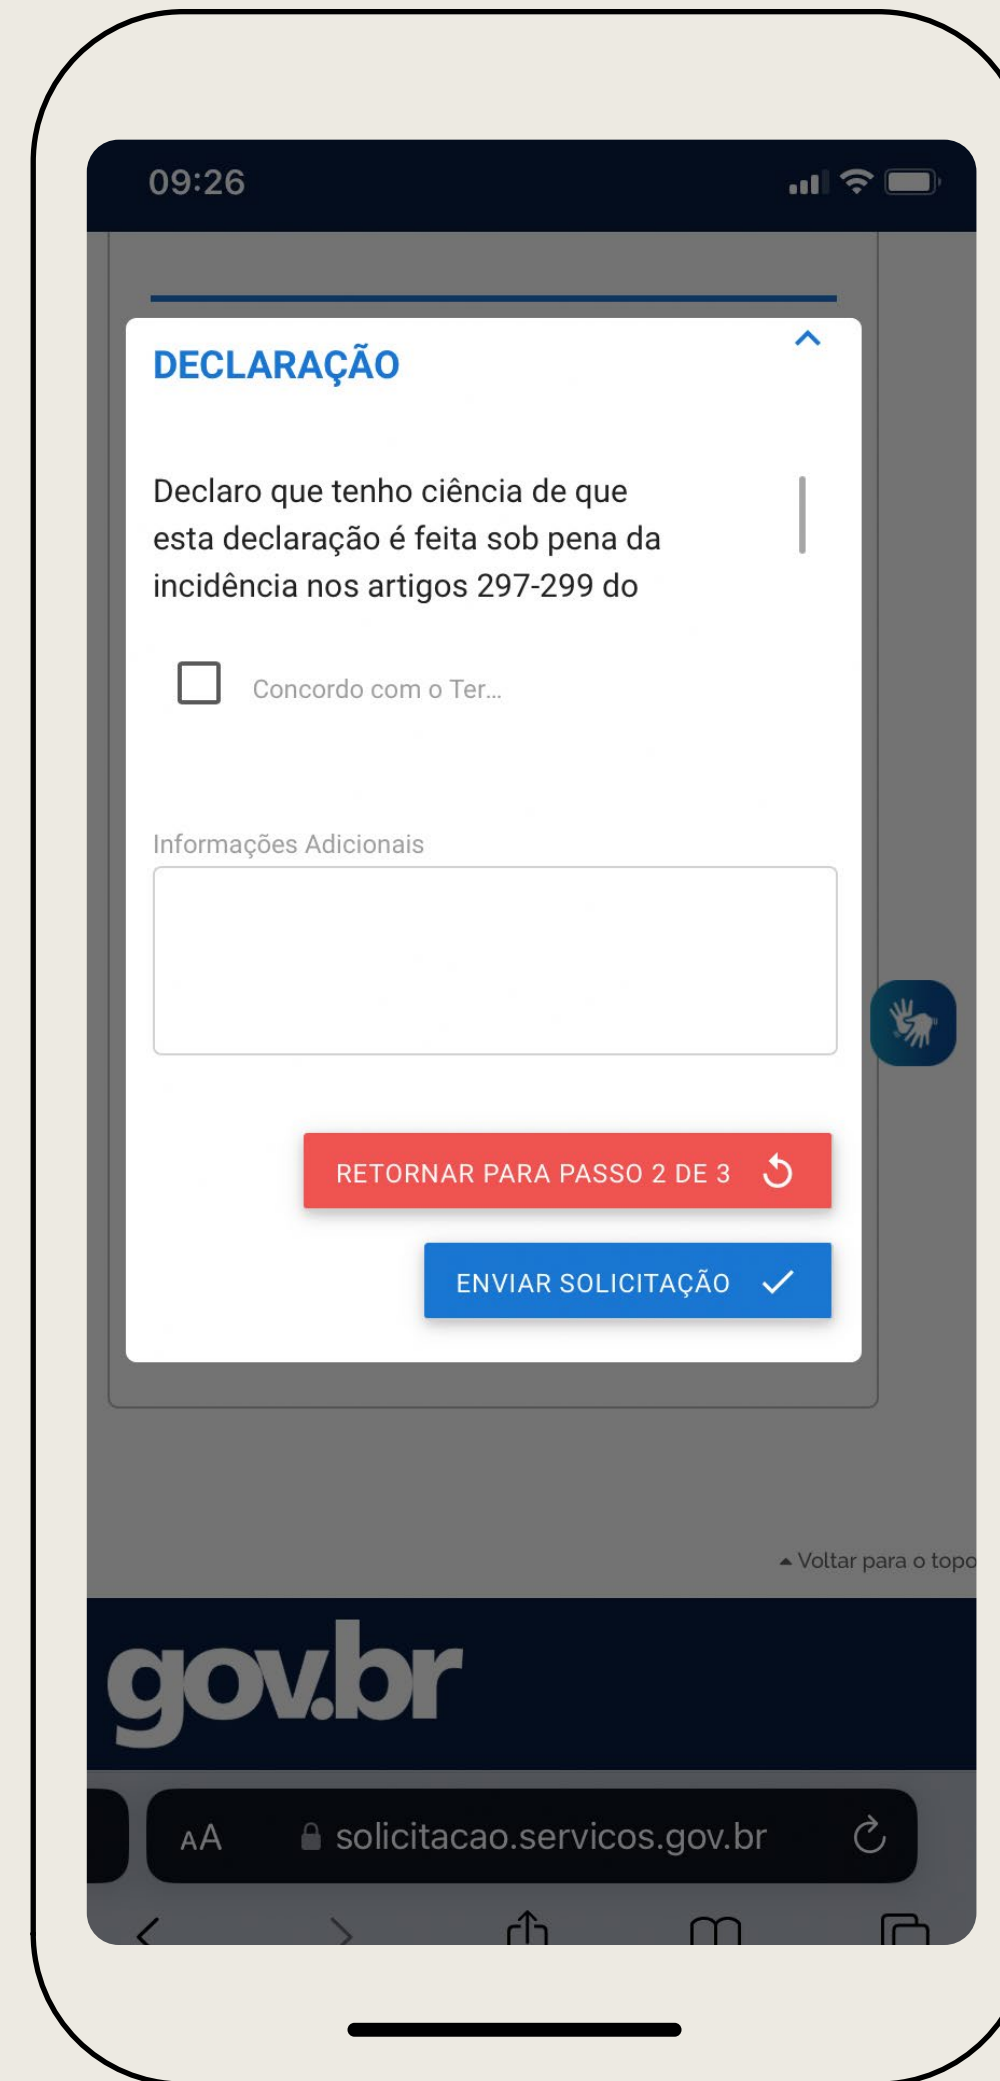 09:26
DECLARAÇÃO
Declaro que tenho ciência de que
esta declaração é feita sob pena da
incidência nos artigos 297-299 do
Concordo com o Ter...
Informações Adicionais
RETORNAR PARA PASSO 2 DE 3
ENVIAR SOLICITAÇÃO
Voltar para o topo
gov.br
AA solicitacao.servicos.gov.br